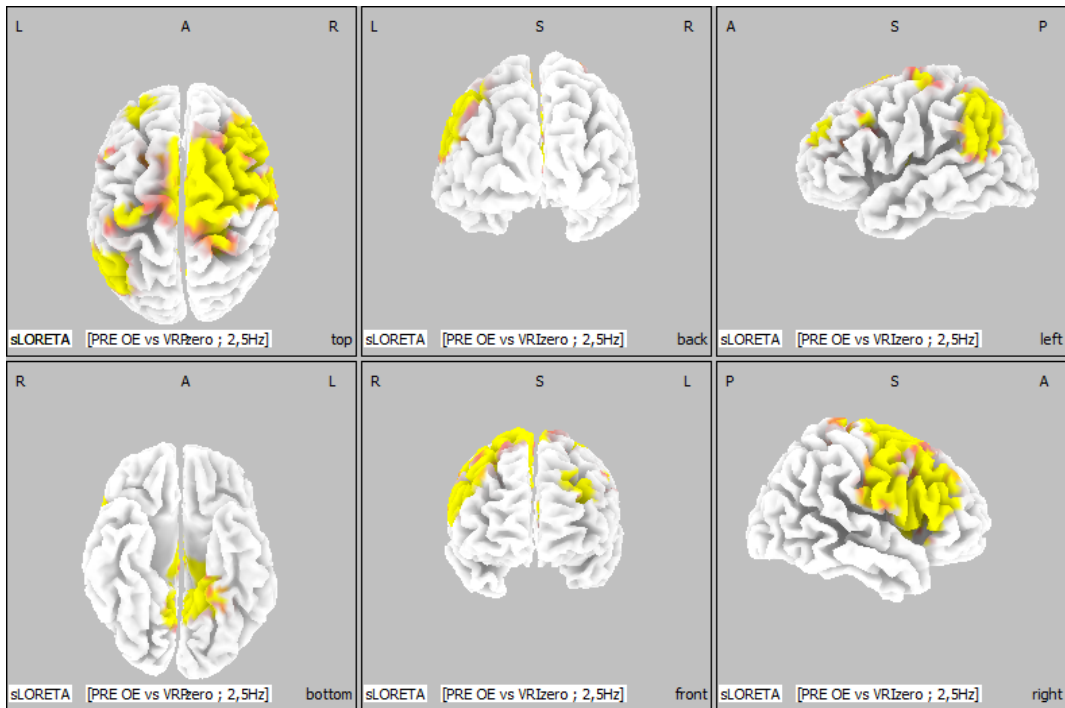 L A R
sLORETA [PRE OE vs VRPzero ; 2,5Hz] top
L S R
sLORETA [PRE OE vs VRIzero ; 2,5Hz] back
A S P
sLORETA [PRE OE vs VRIzero ; 2,5Hz] left
R A L
sLORETA [PRE OE vs VRPzero ; 2,5Hz] bottom
R S L
sLORETA [PRE OE vs VRIzero ; 2,5Hz] front
P S A
sLORETA [PRE OE vs VRIzero ; 2,5Hz] right